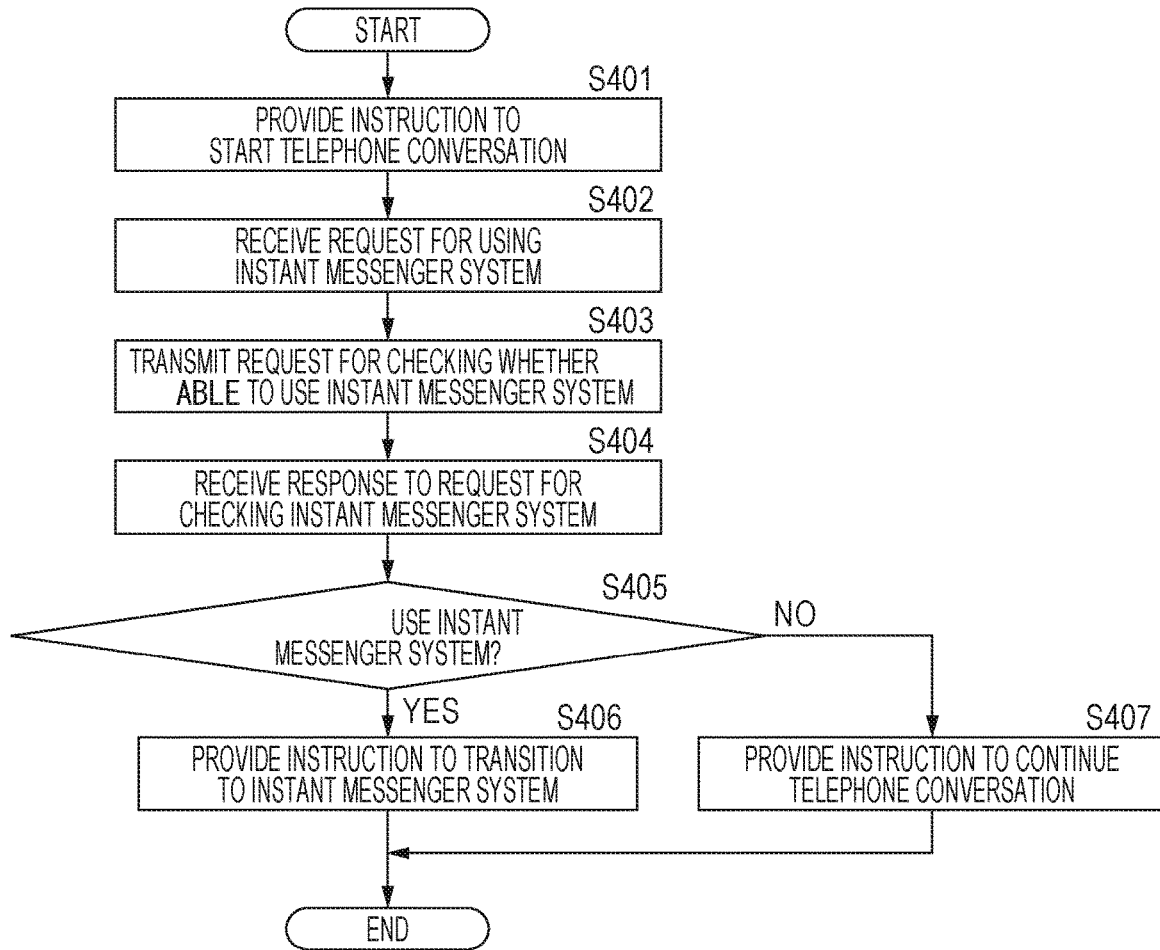 START
S401
PROVIDE INSTRUCTION TO
START TELEPHONE CONVERSATION
S402
RECEIVE REQUEST FOR USING
INSTANT MESSENGER SYSTEM
S403
TRANSMIT REQUEST FOR CHECKING WHETHER
ABLE TO USE INSTANT MESSENGER SYSTEM
S404
RECEIVE RESPONSE TO REQUEST FOR
CHECKING INSTANT MESSENGER SYSTEM
S405
USE INSTANT
MESSENGER SYSTEM?
NO
YES
S406
PROVIDE INSTRUCTION TO TRANSITION
TO INSTANT MESSENGER SYSTEM
S407
PROVIDE INSTRUCTION TO CONTINUE
TELEPHONE CONVERSATION
END